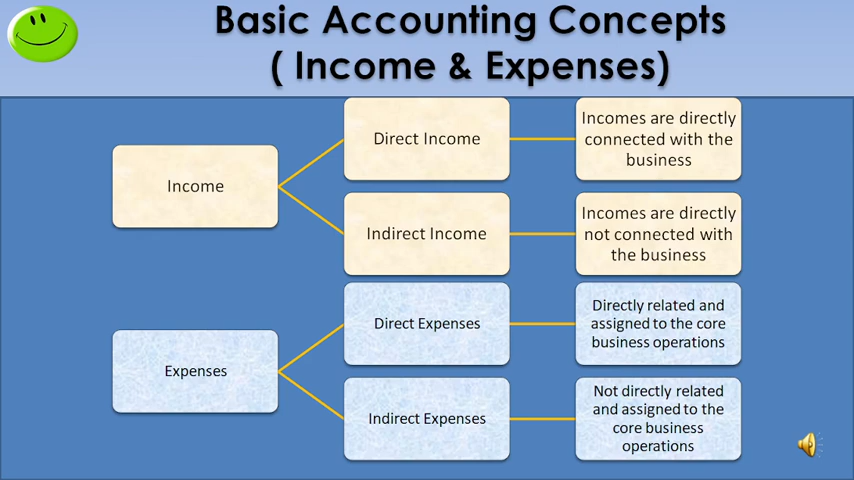 Basic Accounting Concepts
( Income & Expenses)
Income
Direct Income
Incomes are directly
connected with the
business
Indirect Income
Incomes are directly
not connected with
the business
Expenses
Direct Expenses
Directly related and
assigned to the core
business operations
Indirect Expenses
Not directly related
and assigned to the
core business
operations